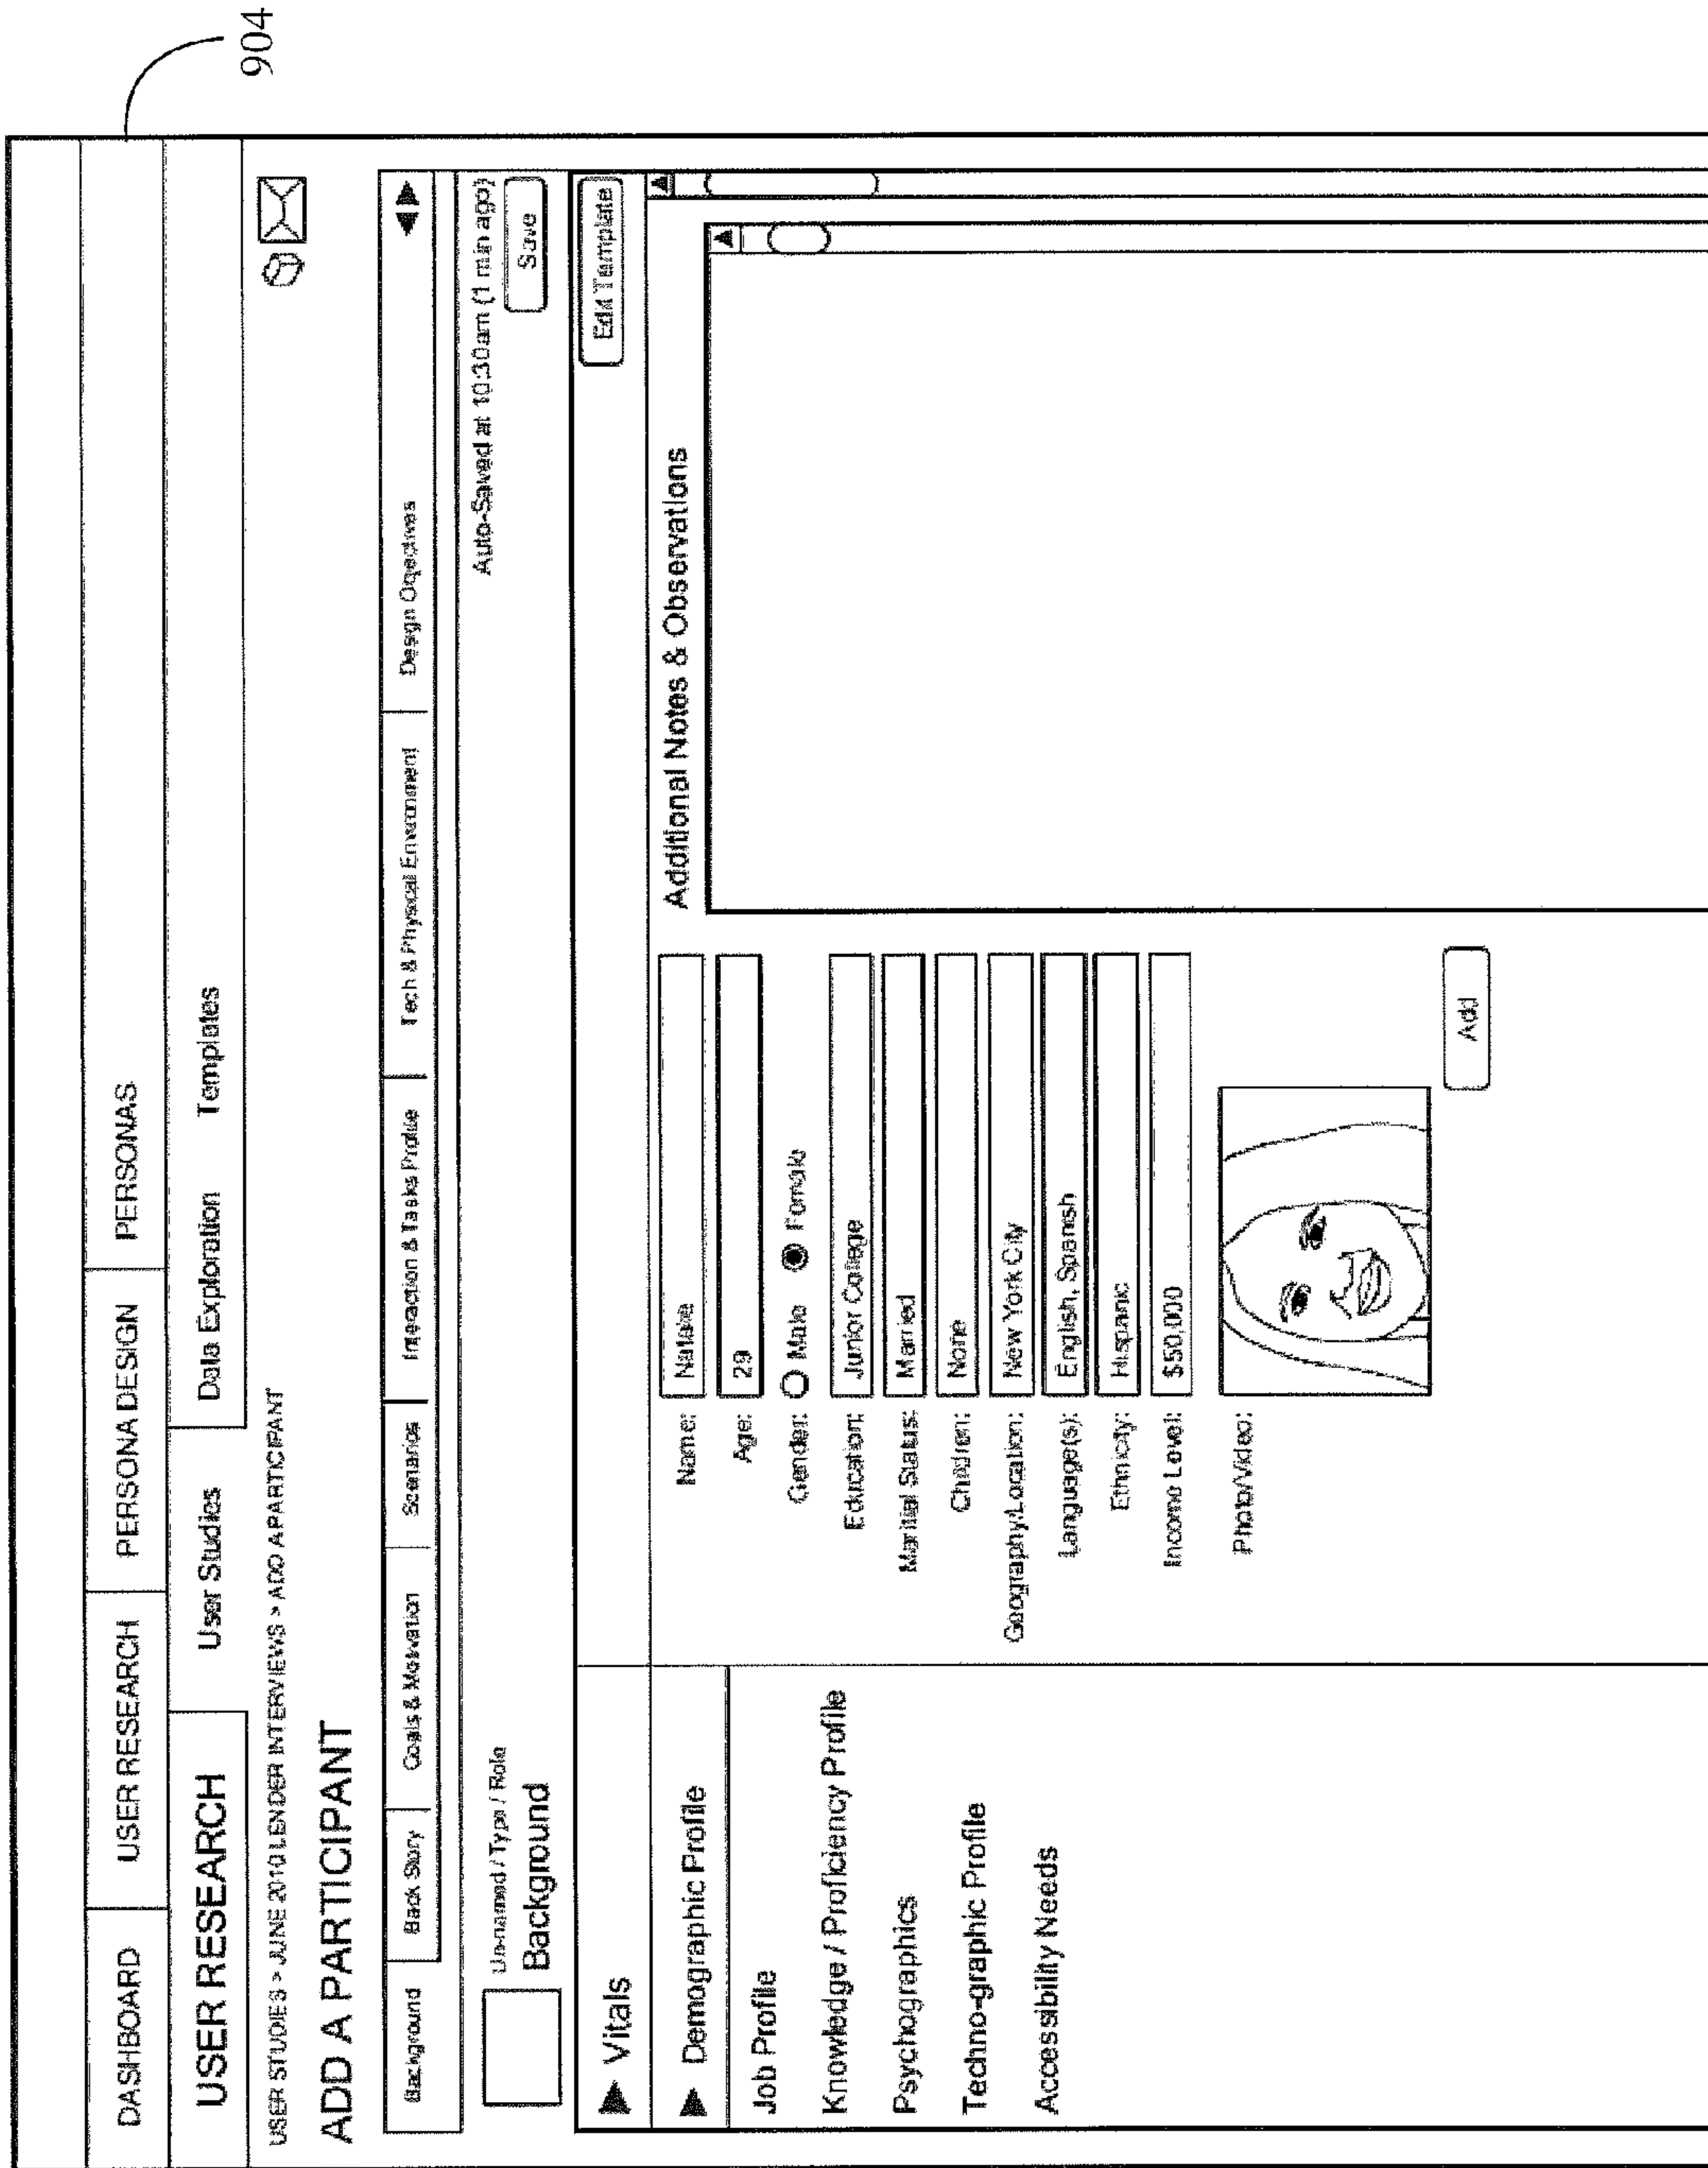 904
DASHBOARD USER RESEARCH PERSONA DESIGN PERSONAS
USER RESEARCH User Studies Data Exploration Templates
USER STUDIES > JUNE 2010 LENDER INTERVIEWS > ADD A PARTICIPANT
ADD A PARTICIPANT
Background Back Story Goals & Motivation Scenarios Interaction & Tasks Profile Tech & Physical Environment Design Ojectives
Un-named / Type / Role Auto-Saved at 10:30am (1 min ago)
Background Save
Vitals Edit Template
Demographic Profile
Job Profile
Knowledge / Proficiency Profile
Psychographics
Techno-graphic Profile
Accessibility Needs
Name: Natalie
Age: 29
Gender: Male Female
Education: Junior College
Marital Status: Married
Children: None
Geography/Location: New York City
Language(s): English, Spanish
Ethnicity: Hispanic
Income Level: $50,000
Photo/Video:
Add
Additional Notes & Observations